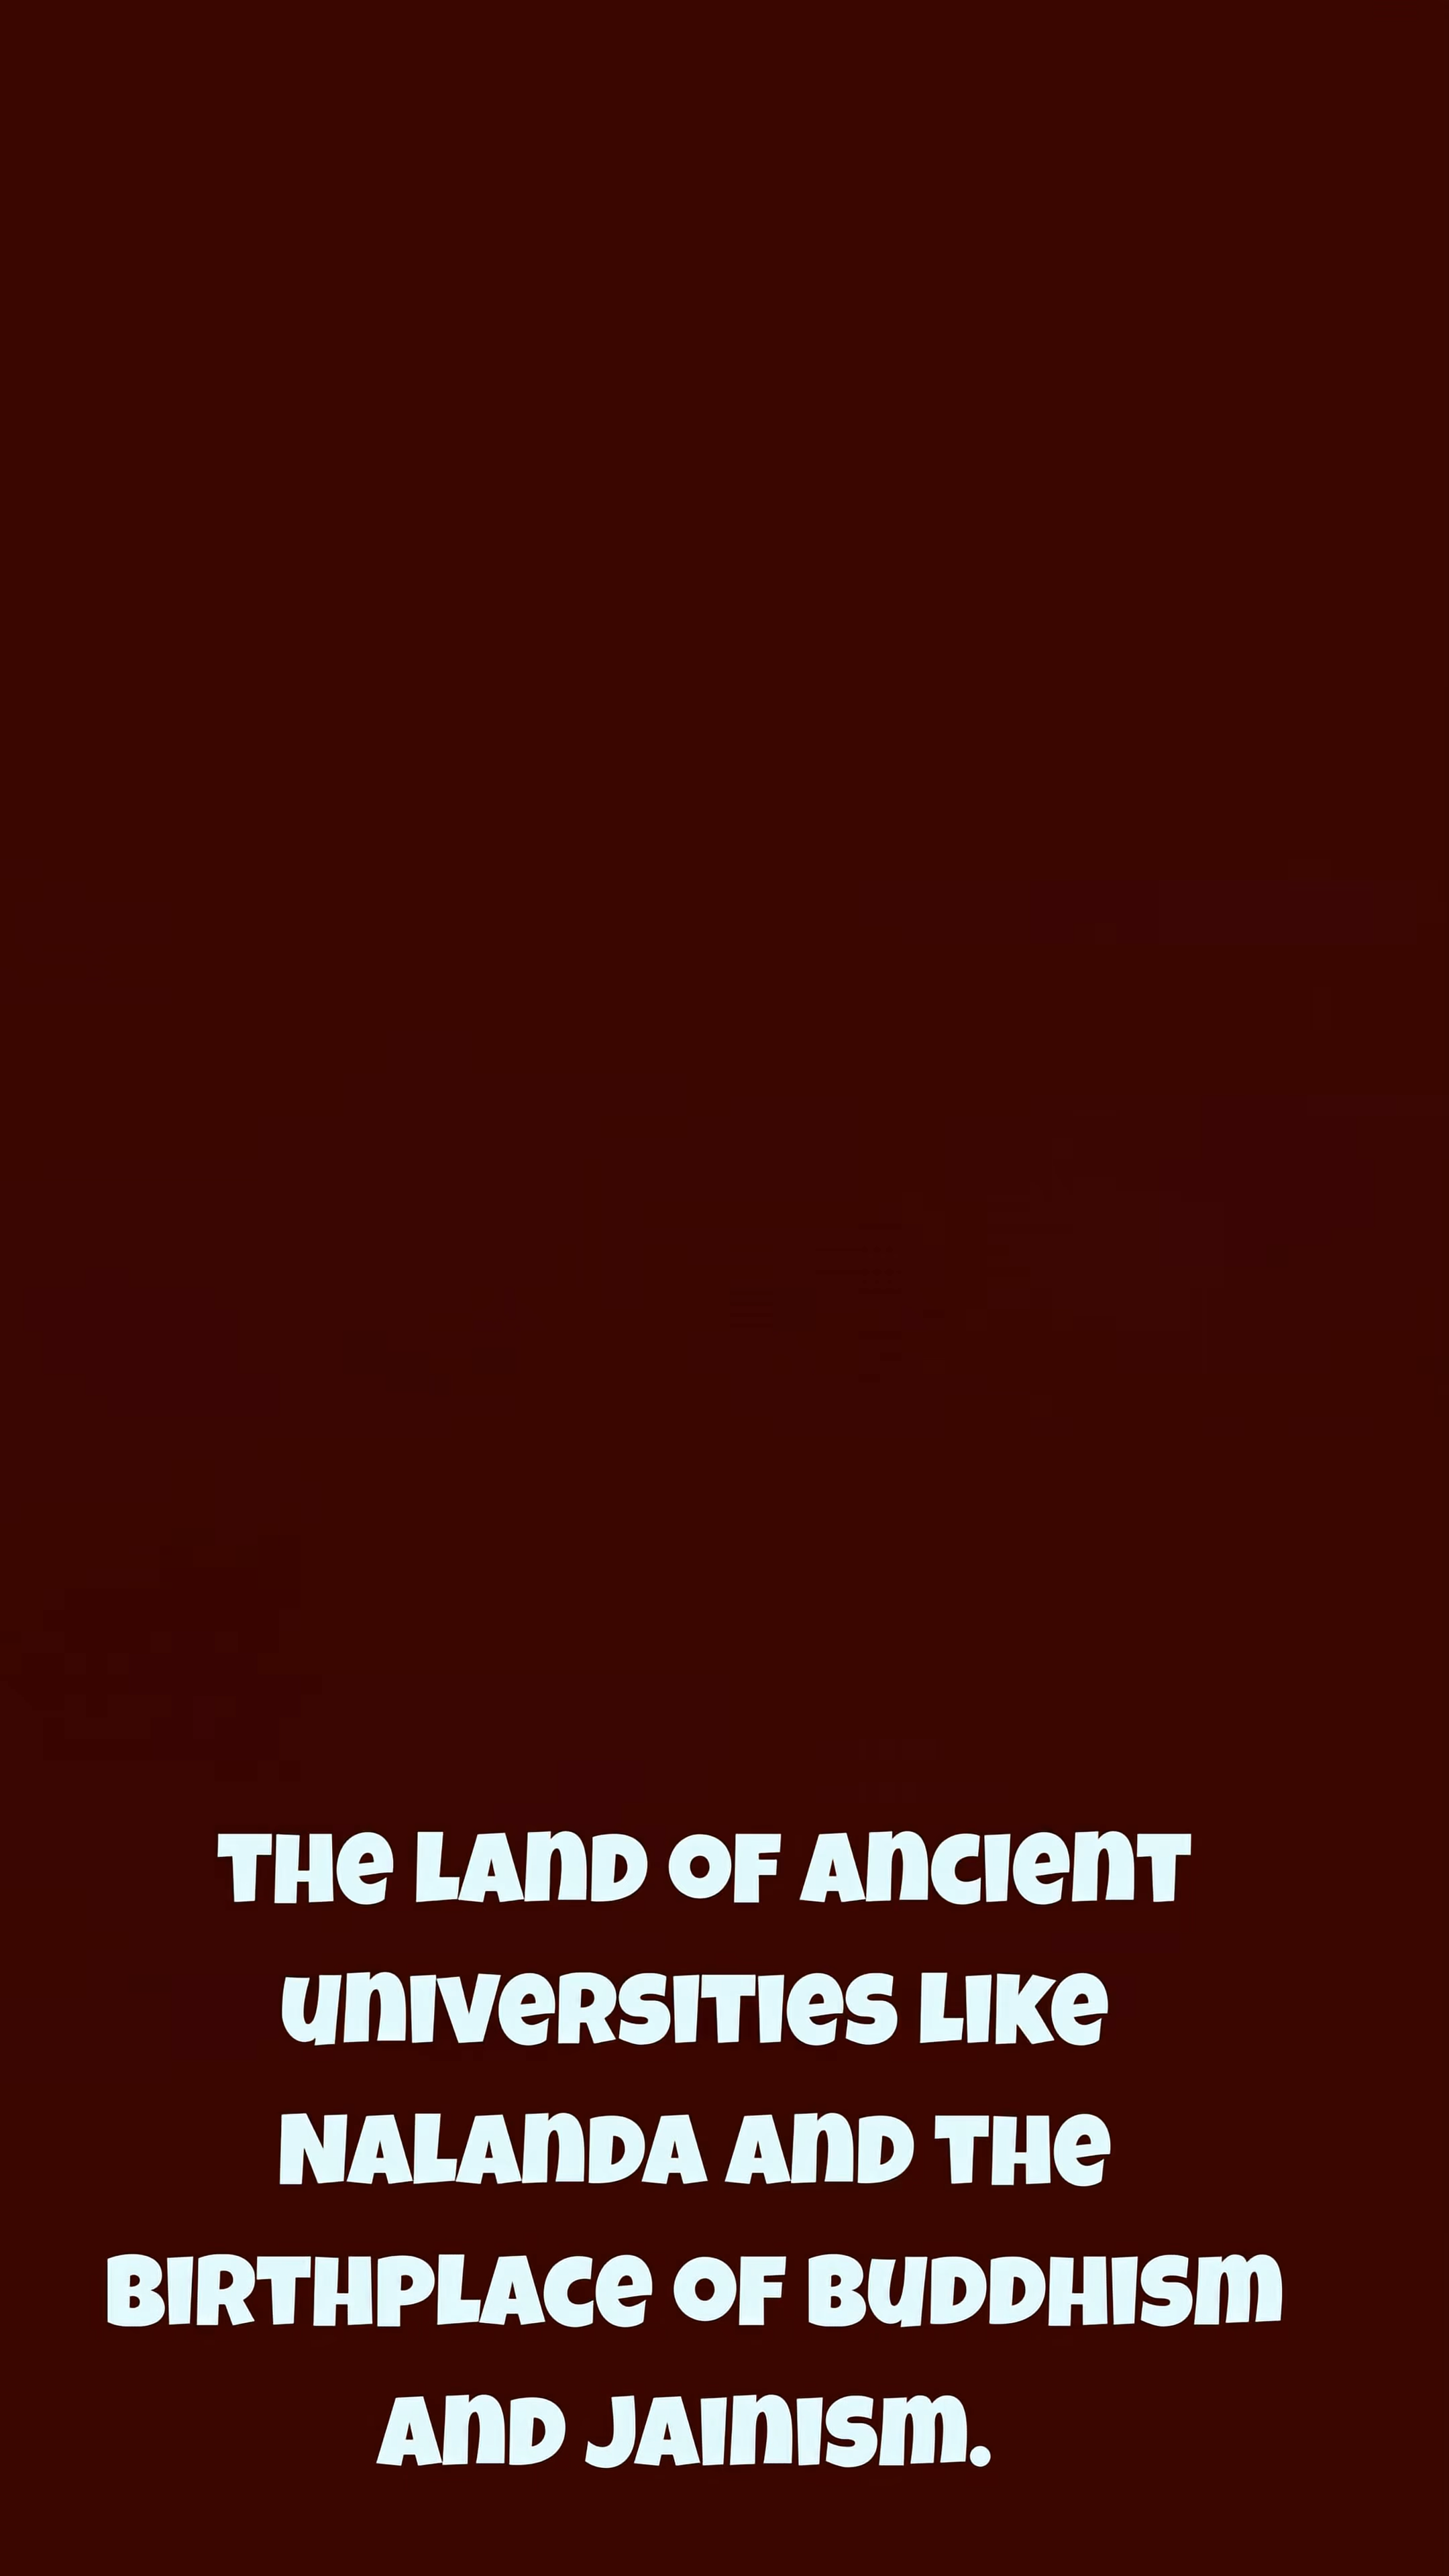 THe LAnD OF AnCIenT
unIVeRSITIeS LIKe
NALAnDA AnD THe
BIRTHPLACe OF BuDDHISm
AnD JAInISm.